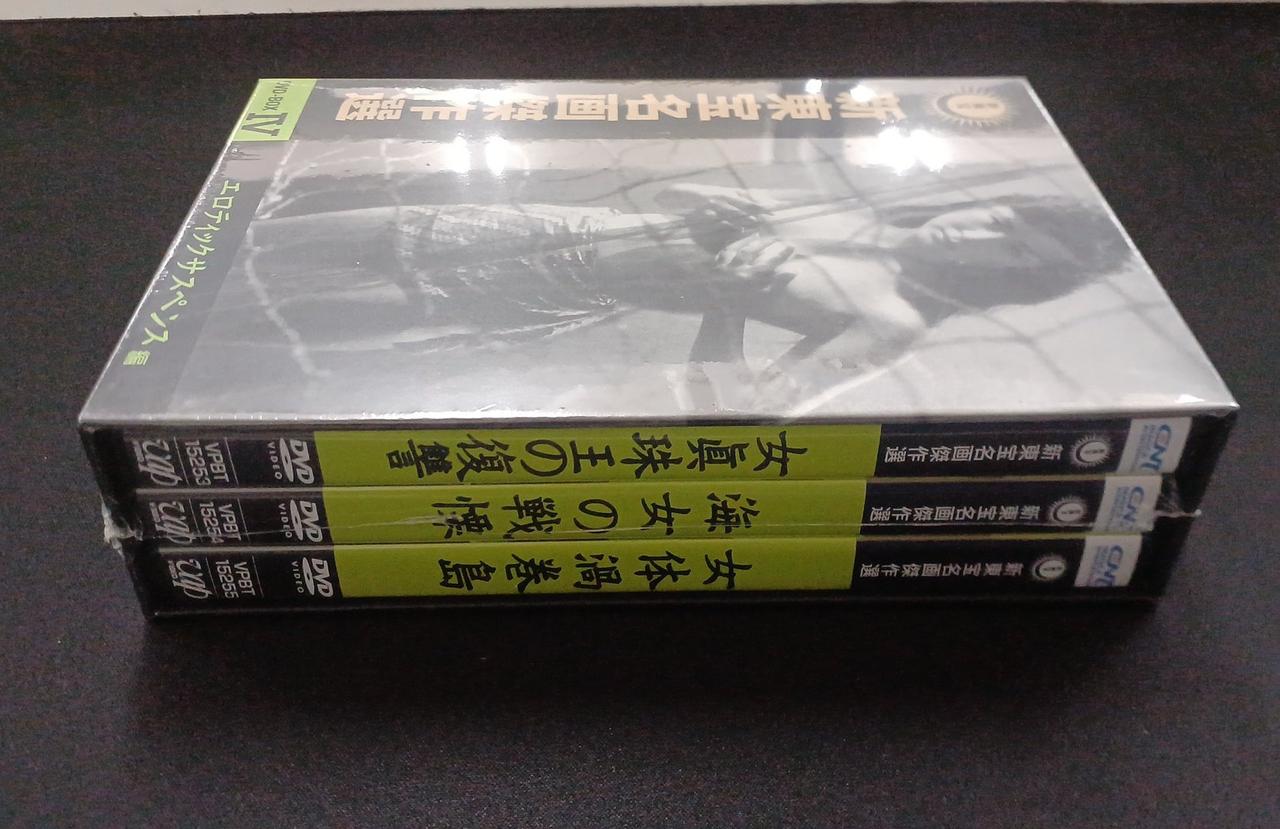 新東宝名画傑作選
DVD-BOX IV
エロティックサスペンス編
新東宝名画傑作選
女真珠王の復讐
DVD
VIDEO
VPBT
15253
vap
新東宝名画傑作選
海女の戦慄
DVD
VIDEO
VPBT
15254
vap
新東宝名画傑作選
女体渦巻島
DVD
VIDEO
VPBT
15255
vap